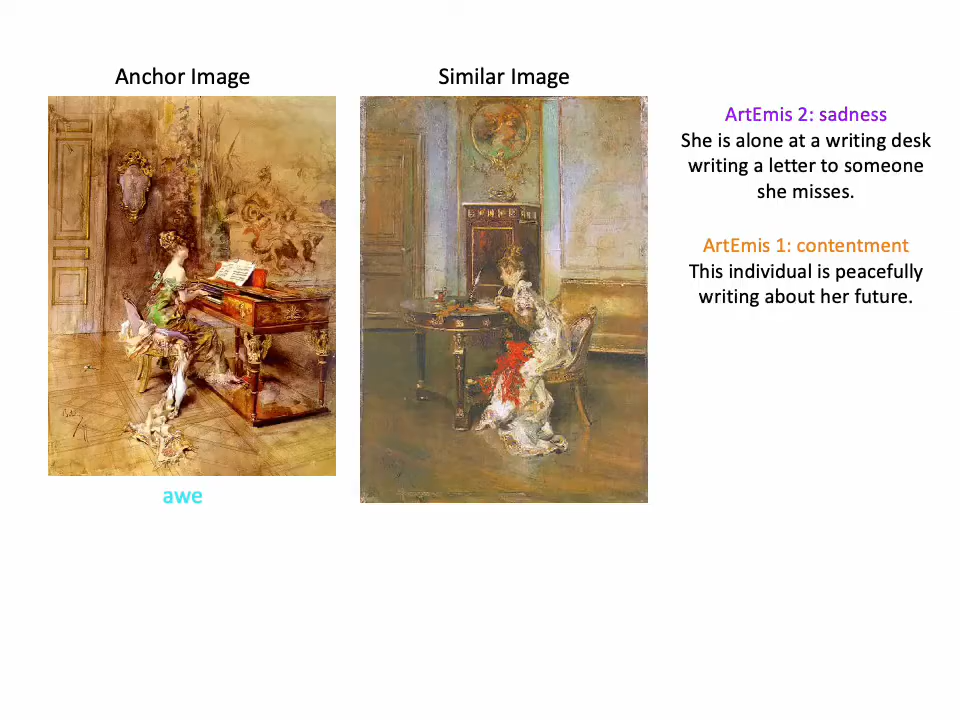 Anchor Image
Similar Image
ArtEmis 2: sadness
She is alone at a writing desk
writing a letter to someone
she misses.
ArtEmis 1: contentment
This individual is peacefully
writing about her future.
awe